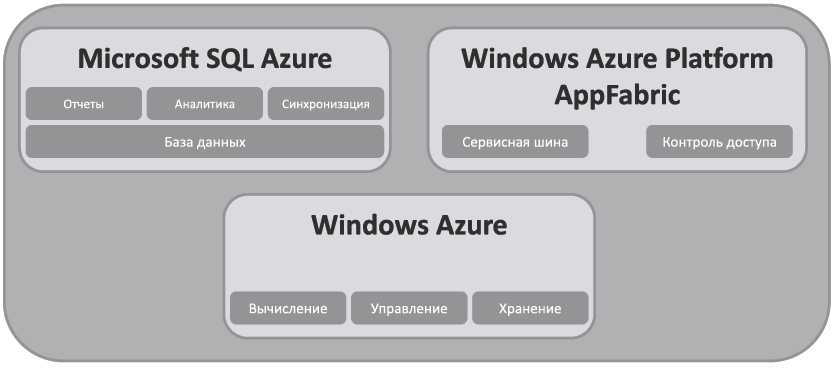 Microsoft SQL Azure
Отчеты
Аналитика
Синхронизация
База данных
Windows Azure Platform
AppFabric
Сервисная шина
Контроль доступа
Windows Azure
Вычисление
Управление
Хранение